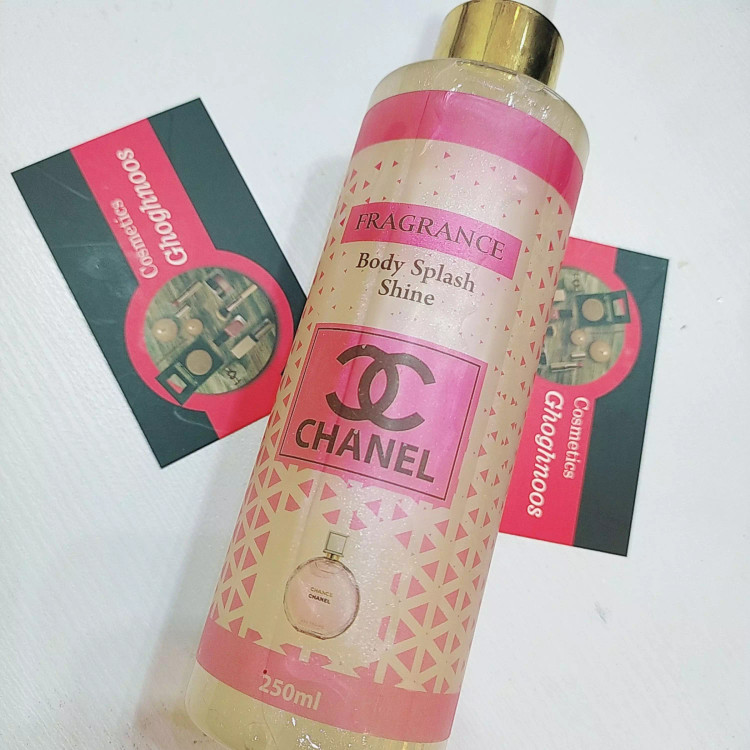 Cosmetics
Ghoghnoos
FRAGRANCE
Body Splash
Shine
CHANEL
CHANCE
CHANEL
250ml
Cosmetics
Ghoghnoos